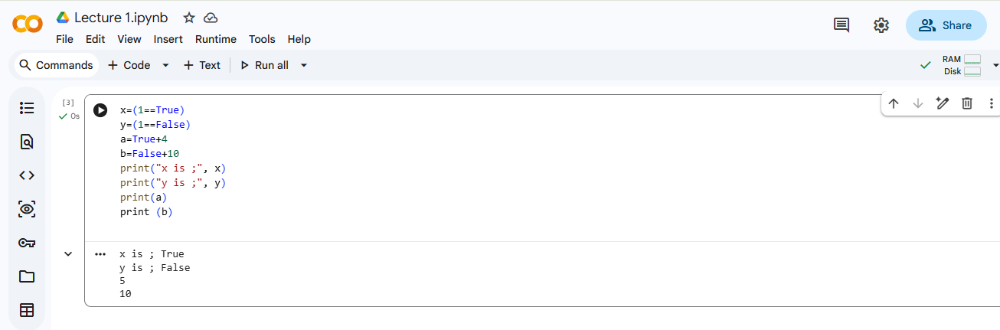 Lecture 1.ipynb
File Edit View Insert Runtime Tools Help
Share
Commands + Code + Text Run all
RAM
Disk
[3]
0s
x=(1==True)
y=(1==False)
a=True+4
b=False+10
print("x is ;", x)
print("y is ;", y)
print(a)
print (b)
x is ; True
y is ; False
5
10